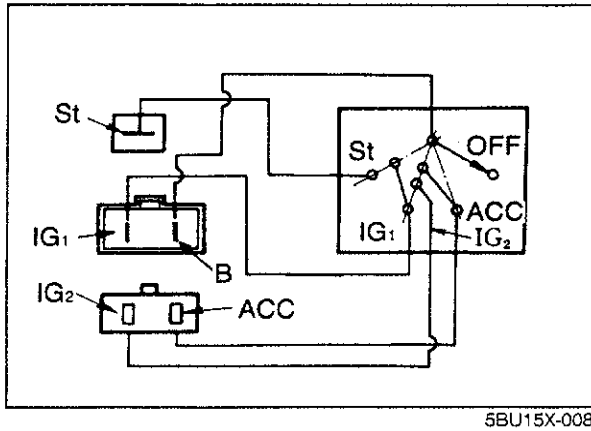 St
St
OFF
IG₁
B
IG₁
ACC
IG₂
IG₂
ACC
5BU15X-008